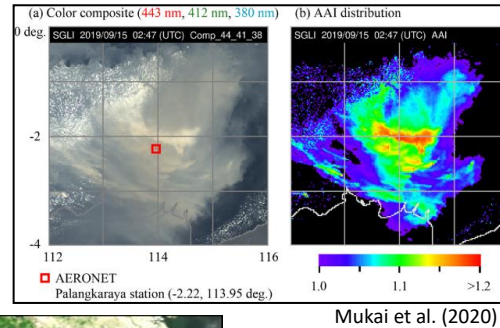 (a) Color composite (443 nm, 412 nm, 380 nm)
(b) AAI distribution
0 deg.
SGLI 2019/09/15 02:47 (UTC) Comp_44_41_38
SGLI 2019/09/15 02:47 (UTC) AAI
-2
-4
112
114
116
AERONET
Palangkaraya station (-2.22, 113.95 deg.)
1.0
1.1
>1.2
Mukai et al. (2020)